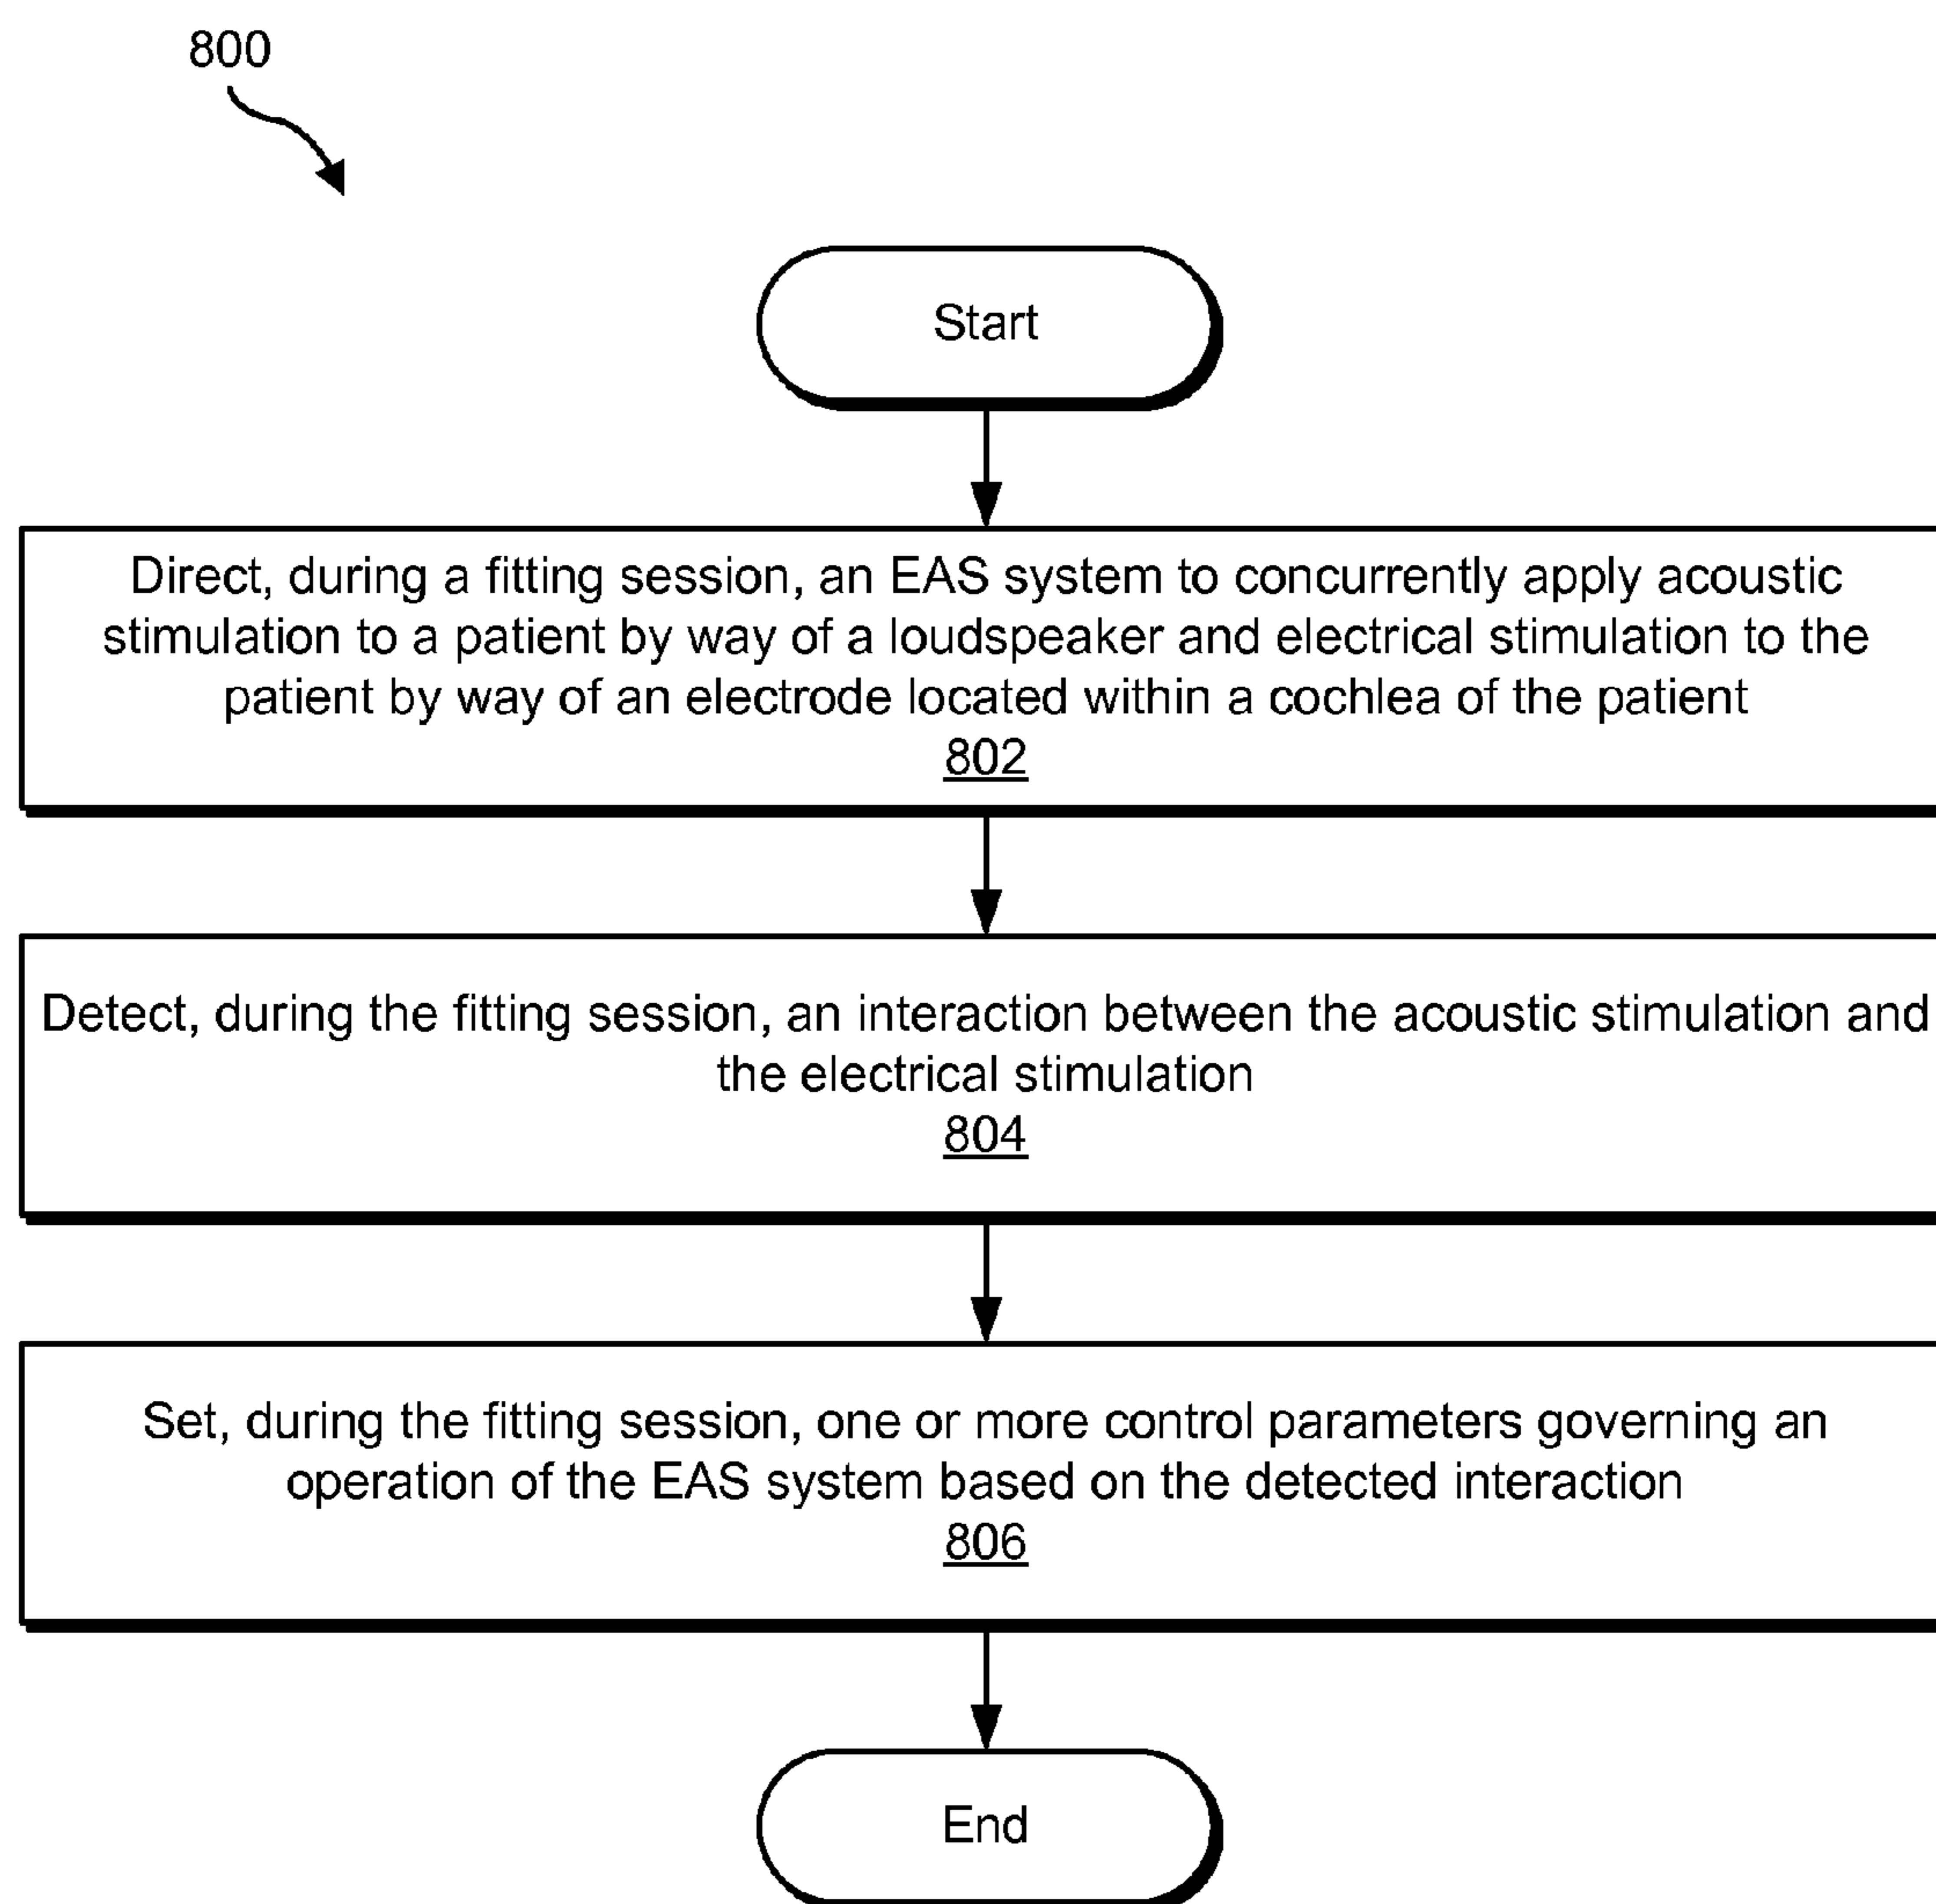 800
Start
Direct, during a fitting session, an EAS system to concurrently apply acoustic
stimulation to a patient by way of a loudspeaker and electrical stimulation to the
patient by way of an electrode located within a cochlea of the patient
802
Detect, during the fitting session, an interaction between the acoustic stimulation and
the electrical stimulation
804
Set, during the fitting session, one or more control parameters governing an
operation of the EAS system based on the detected interaction
806
End